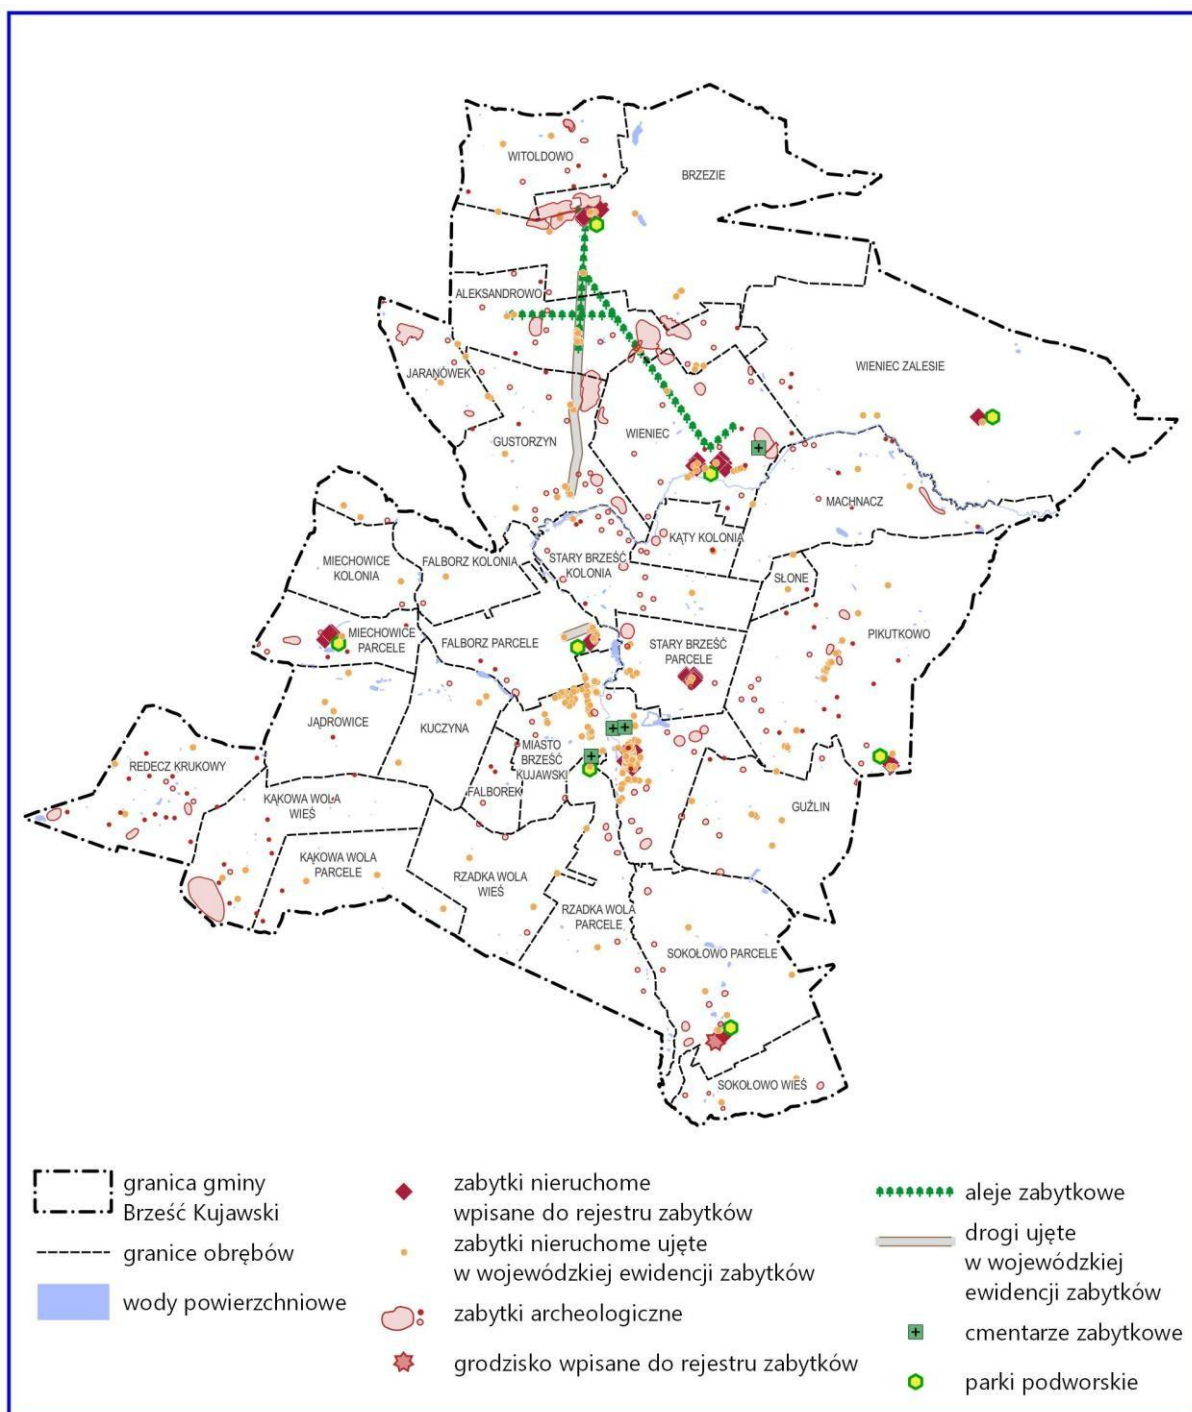 WITOLDOWO
BRZEZIE
ALEKSANDROWO
WIENIEC ZALESIE
JARANÓWEK
WIENIEC
GUSTORZYN
MACHNACZ
KĄTY KOLONIA
FALBORZ KOLONIA
STARY BRZEŚĆ
KOLONIA
MIECHOWICE
KOLONIA
SŁONE
MIECHOWICE
PARCELE
FALBORZ PARCELE
STARY BRZEŚĆ
PARCELE
PIKUTKOWO
JĄDROWICE
KUCZYNA
MIASTO
BRZEŚĆ
KUJAWSKI
REDECZ KRUKOWY
FALBOREK
KĄKOWA WOLA
WIEŚ
GUŹLIN
KĄKOWA WOLA
PARCELE
RZADKA WOLA
WIEŚ
RZADKA WOLA
PARCELE
SOKOŁOWO PARCELE
SOKOŁOWO WIEŚ
granica gminy
Brześć Kujawski
granice obrębów
wody powierzchniowe
zabytki nieruchome
wpisane do rejestru zabytków
zabytki nieruchome ujęte
w wojewódzkiej ewidencji zabytków
zabytki archeologiczne
grodzisko wpisane do rejestru zabytków
aleje zabytkowe
drogi ujęte
w wojewódzkiej
ewidencji zabytków
cmentarze zabytkowe
parki podworskie